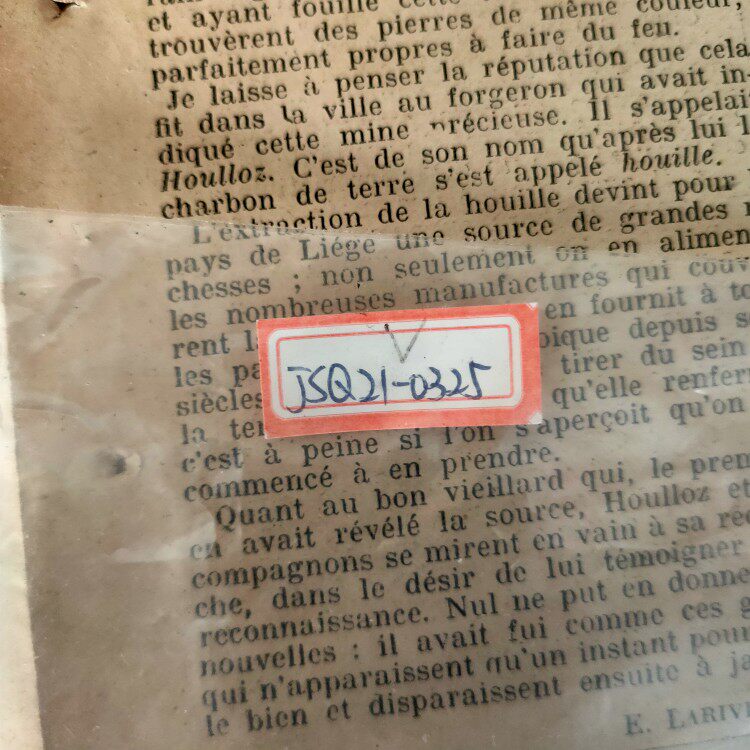 et ayant fouillé
trouvèrent des pierres de même couleur,
parfaitement propres à faire du feu.
Je laisse à penser la réputation que cela
fit dans la ville au forgeron qui avait in-
diqué cette mine précieuse. Il s'appelai
Houlloz. C'est de son nom qu'après lui l
charbon de terre s'est appelé houille.
L'extraction de la houille devint pour
pays de Liége une source de grandes
chesses ; non seulement on en alimen
les nombreuses manufactures qui couv
rent l en fournit à to
les pa oique depuis s
siècles tirer du sein
la ter qu'elle renfer
c'est à peine si l'on s'aperçoit qu'on
commencé à en prendre.
Quant au bon vieillard qui, le prem
en avait révélé la source, Houlloz et
compagnons se mirent en vain à sa re
che, dans le désir de lui témoigner
reconnaissance. Nul ne put en donne
nouvelles : il avait fui comme ces g
qui n'apparaissent qu'un instant pour
le bien et disparaissent ensuite à ja
E. LARIV
JSQ21-0325